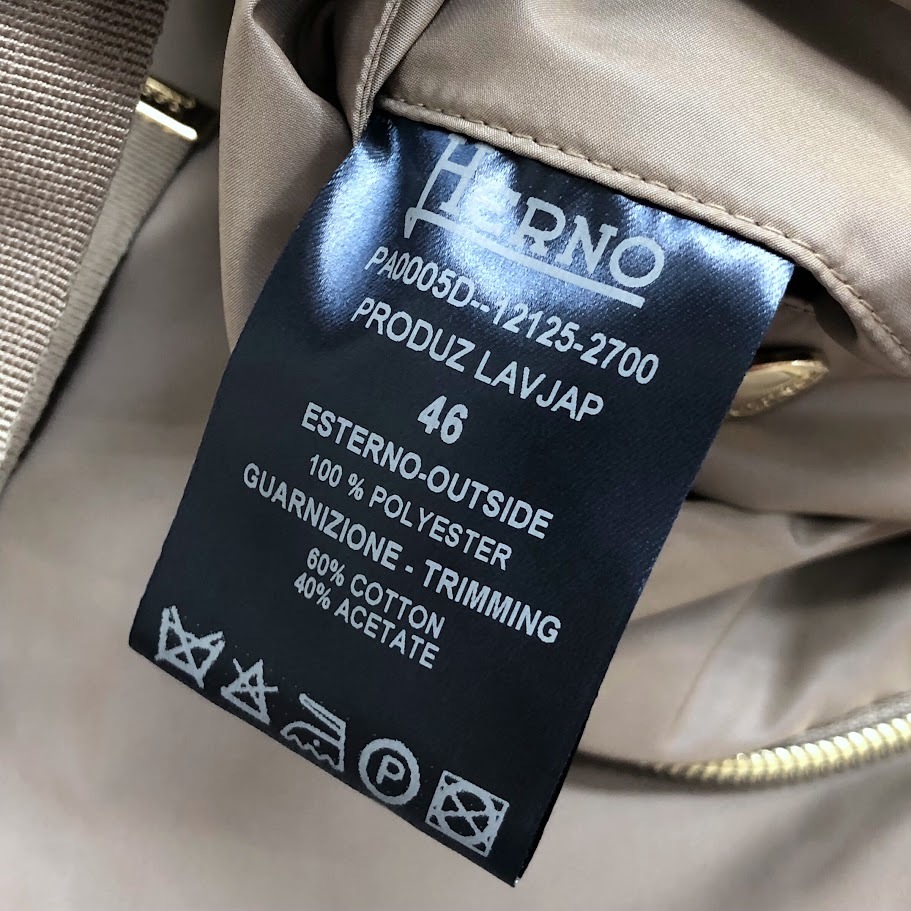 HERNO
PA0005D--12125-2700
PRODUZ LAVJAP
46
ESTERNO-OUTSIDE
100 % POLYESTER
GUARNIZIONE - TRIMMING
60% COTTON
40% ACETATE
P